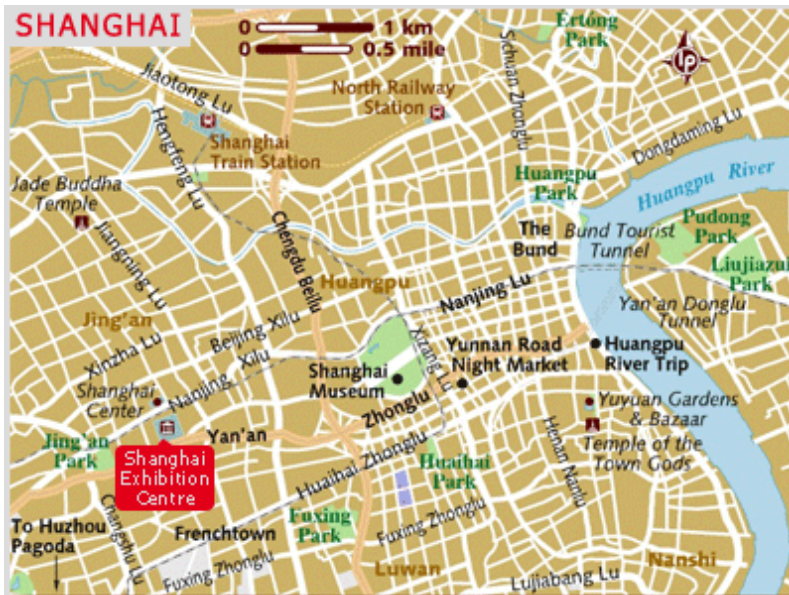 SHANGHAI
0 1 km
0 0.5 mile
Értóng
Park
lp
Jiaotong Lu
North Railway
Station
Sichuan Zhonglu
Hengfeng Lu
Shanghai
Train Station
Dongdaming Lu
Jade Buddha
Temple
Huangpu
Park
Huangpu River
Jiangning Lu
Chengdu Beilu
The
Bund
Bund Tourist
Tunnel
Pudong
Park
Liujiazui
Park
Huangpu
Nanjing Lu
Yan'an Donglu
Tunnel
Jing'an
Xinzha Lu
Beijing Xilu
Nanjing Xilu
Xizang Lu
Yunnan Road
Night Market
Huangpu
River Trip
Shanghai
Museum
Shanghai
Center
Yuyuan Gardens
& Bazaar
Temple of the
Town Gods
Yan'an Zhonglu
Jing'an
Park
Shanghai
Exhibition
Centre
Huaihai Zhonglu
Huaihai
Park
Henan Nanlu
Changshu Lu
To Huzhou
Pagoda
Frenchtown
Fuxing
Park
Fuxing Zhonglu
Fuxing Zhonglu
Luwan
Lujiabang Lu
Nanshi